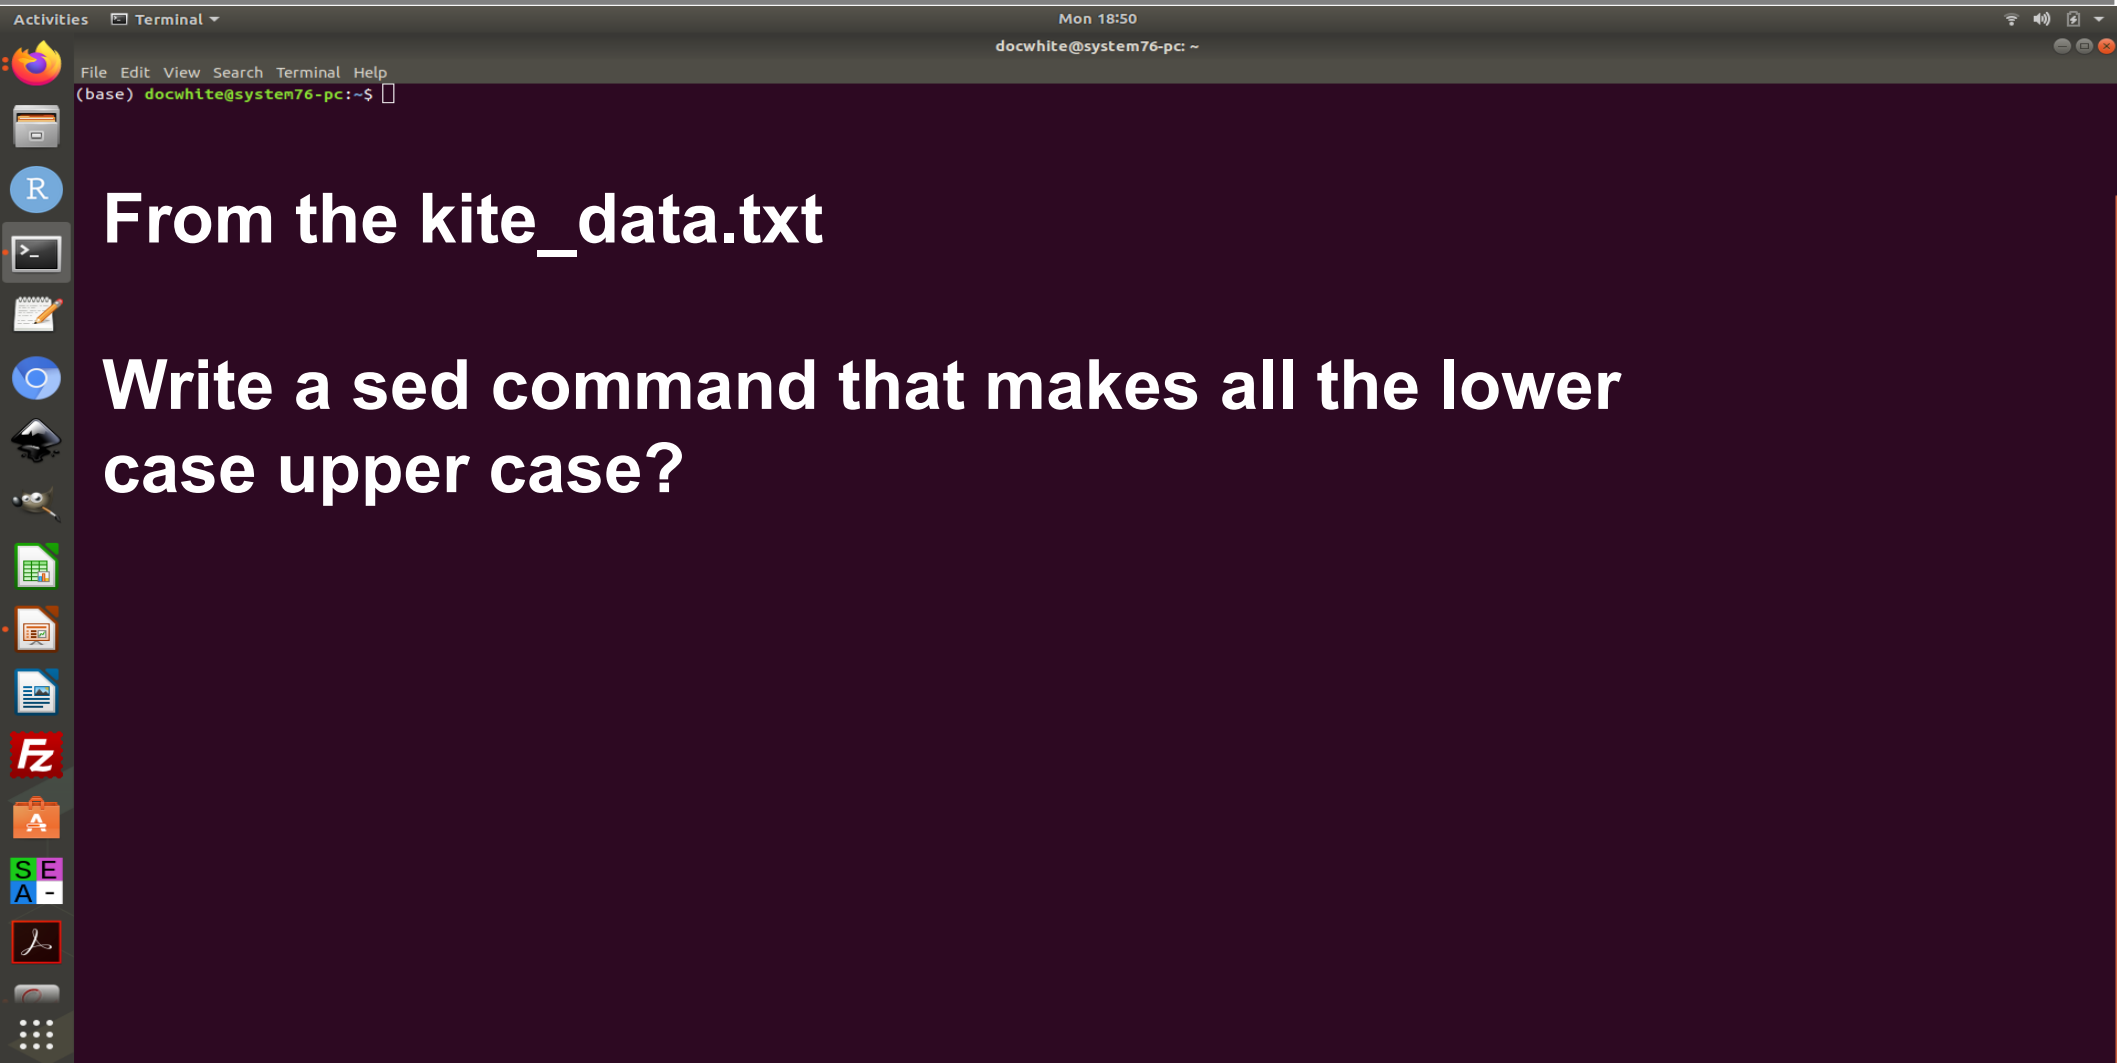 Activities Terminal Mon 18:50
docwhite@system76-pc: ~
File Edit View Search Terminal Help
(base) docwhite@system76-pc:~$
From the kite_data.txt
Write a sed command that makes all the lower
case upper case?
R
>_
Fz
A
S E
A -